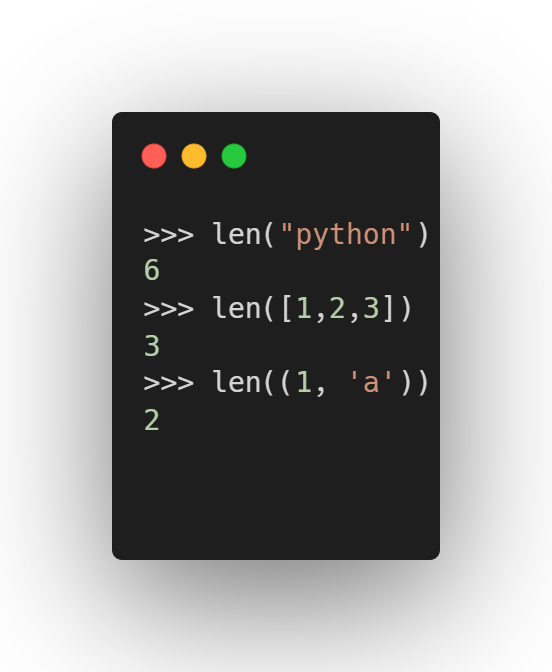 >>> len("python")
6
>>> len([1,2,3])
3
>>> len((1, 'a'))
2